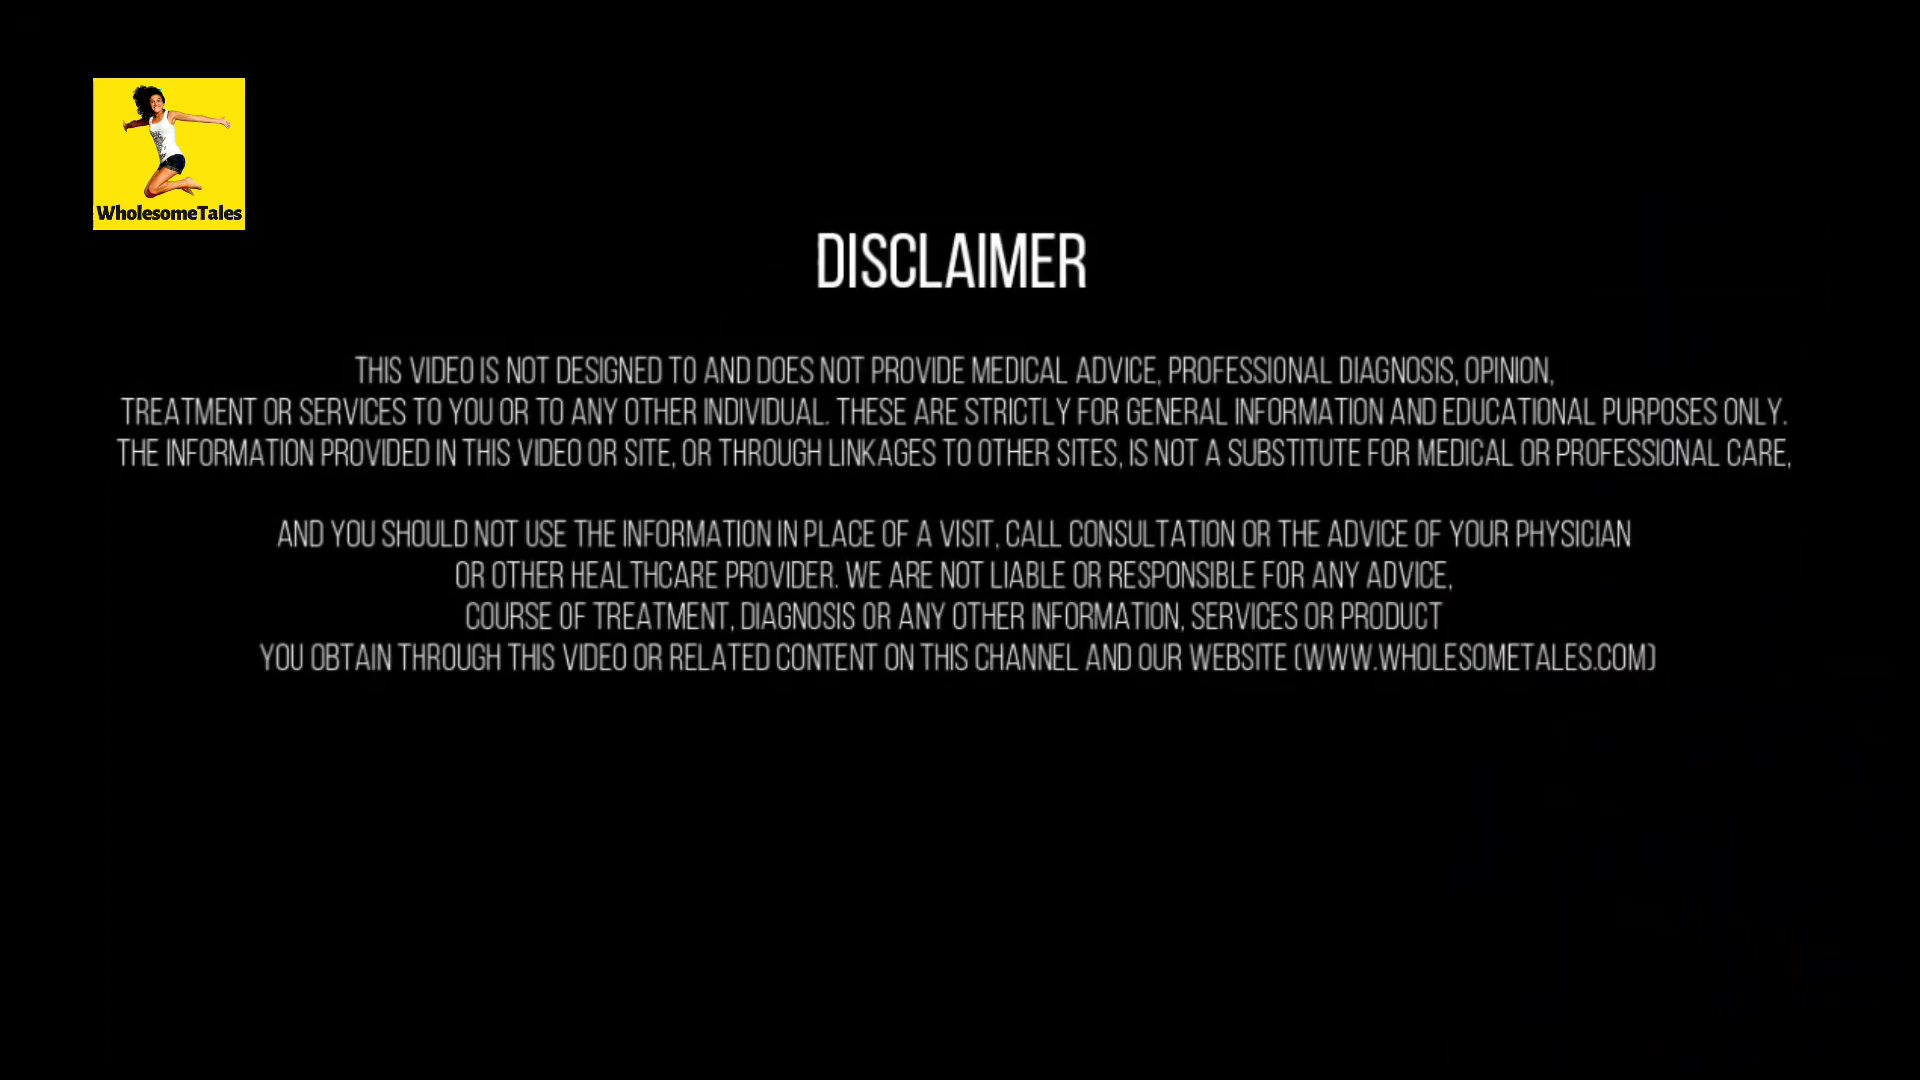 WholesomeTales
DISCLAIMER
THIS VIDEO IS NOT DESIGNED TO AND DOES NOT PROVIDE MEDICAL ADVICE, PROFESSIONAL DIAGNOSIS, OPINION,
TREATMENT OR SERVICES TO YOU OR TO ANY OTHER INDIVIDUAL. THESE ARE STRICTLY FOR GENERAL INFORMATION AND EDUCATIONAL PURPOSES ONLY.
THE INFORMATION PROVIDED IN THIS VIDEO OR SITE, OR THROUGH LINKAGES TO OTHER SITES, IS NOT A SUBSTITUTE FOR MEDICAL OR PROFESSIONAL CARE,
AND YOU SHOULD NOT USE THE INFORMATION IN PLACE OF A VISIT, CALL CONSULTATION OR THE ADVICE OF YOUR PHYSICIAN
OR OTHER HEALTHCARE PROVIDER. WE ARE NOT LIABLE OR RESPONSIBLE FOR ANY ADVICE,
COURSE OF TREATMENT, DIAGNOSIS OR ANY OTHER INFORMATION, SERVICES OR PRODUCT
YOU OBTAIN THROUGH THIS VIDEO OR RELATED CONTENT ON THIS CHANNEL AND OUR WEBSITE (WWW.WHOLESOMETALES.COM)